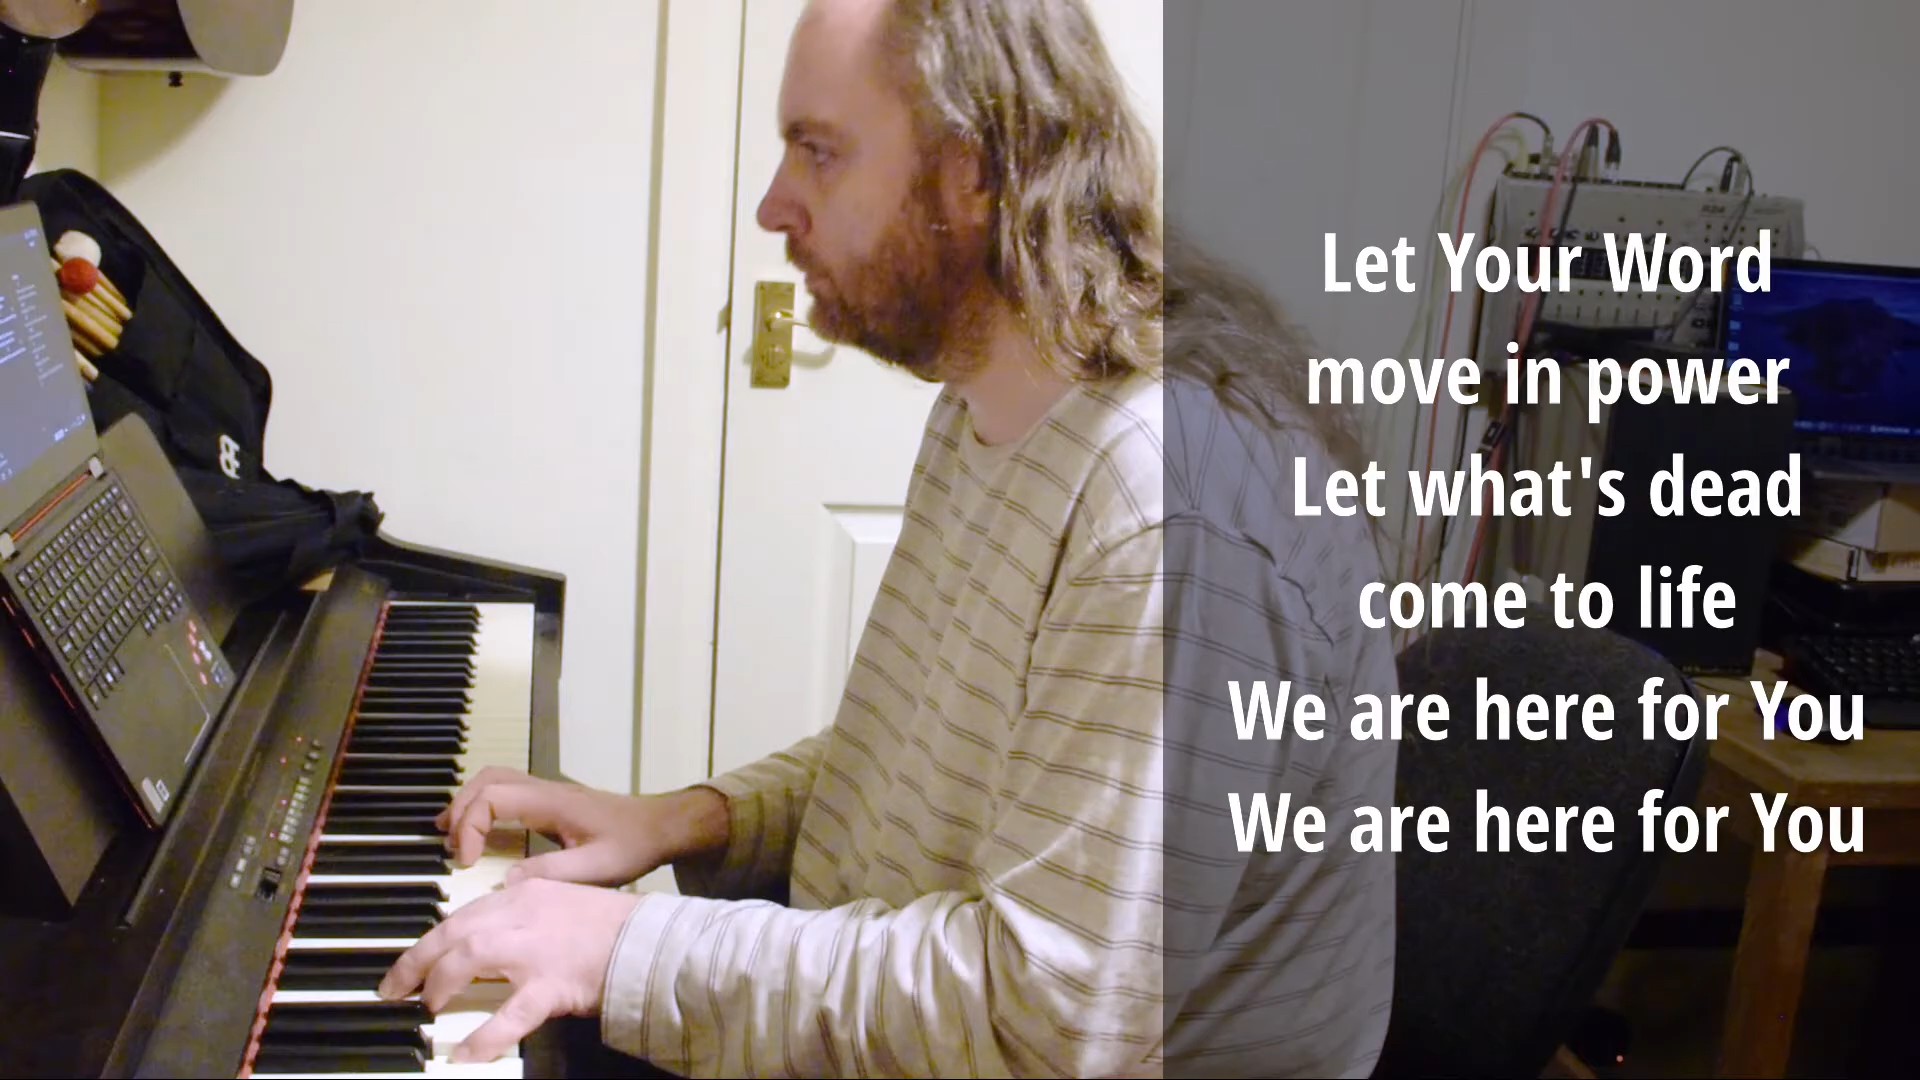 Let Your Word
move in power
Let what's dead
come to life
We are here for You
We are here for You